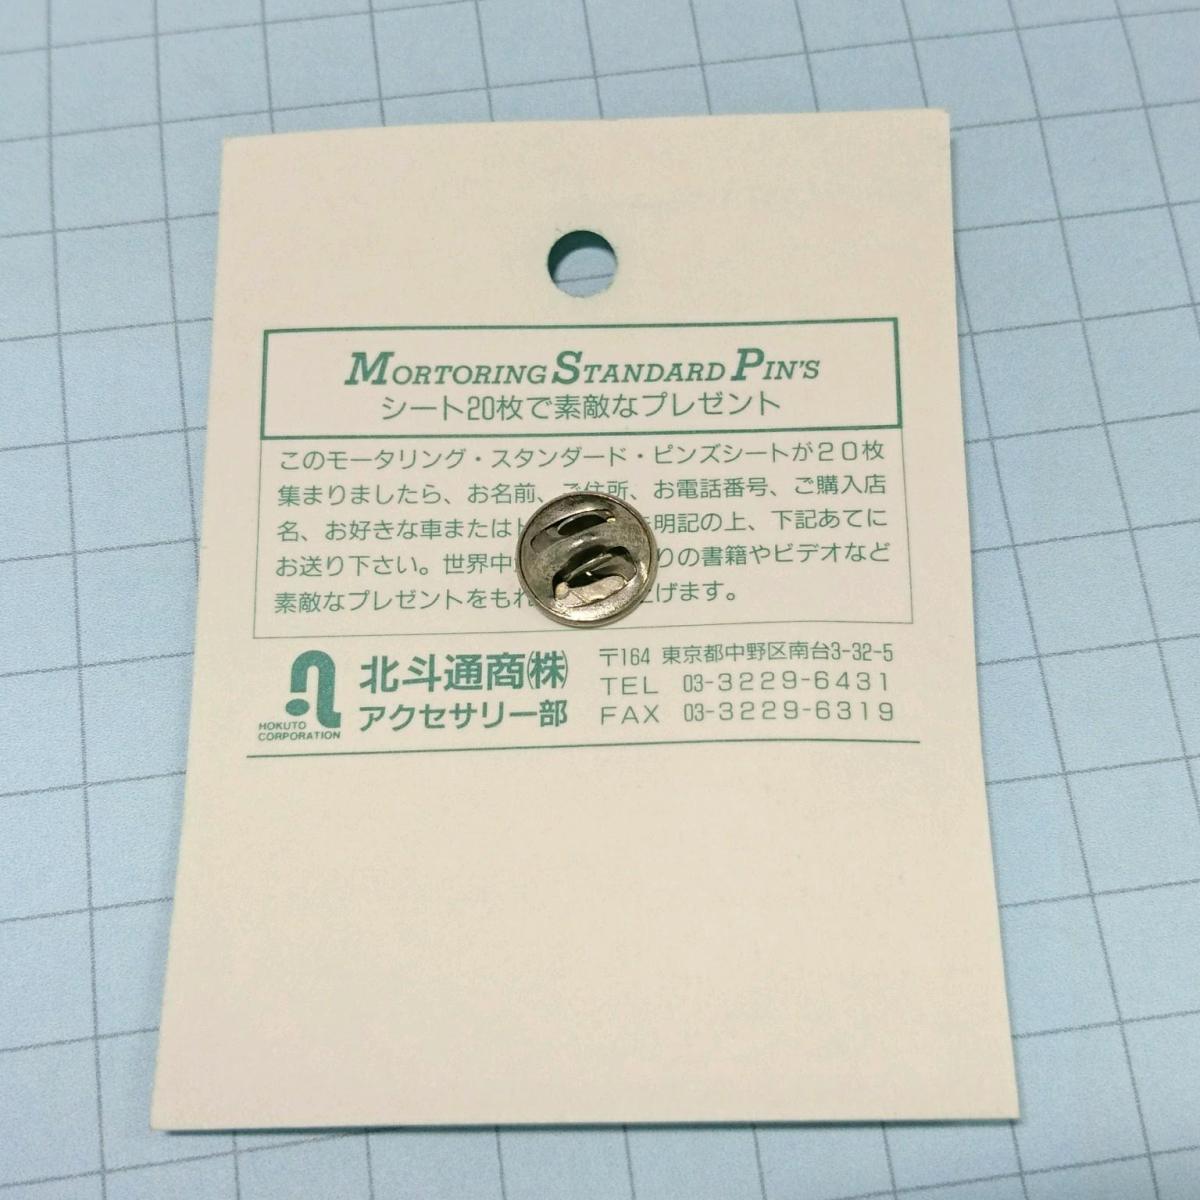 MORTORING STANDARD PIN'S
シート20枚で素敵なプレゼント
このモータリング・スタンダード・ピンズシートが20枚
集まりましたら、お名前、ご住所、お電話番号、ご購入店
名、お好きな車または 明記の上、下記あてに
お送り下さい。世界中 りの書籍やビデオなど
素敵なプレゼントをもれ げます。
HOKUTO
CORPORATION
北斗通商㈱
アクセサリー部
〒164 東京都中野区南台3-32-5
TEL 03-3229-6431
FAX 03-3229-6319